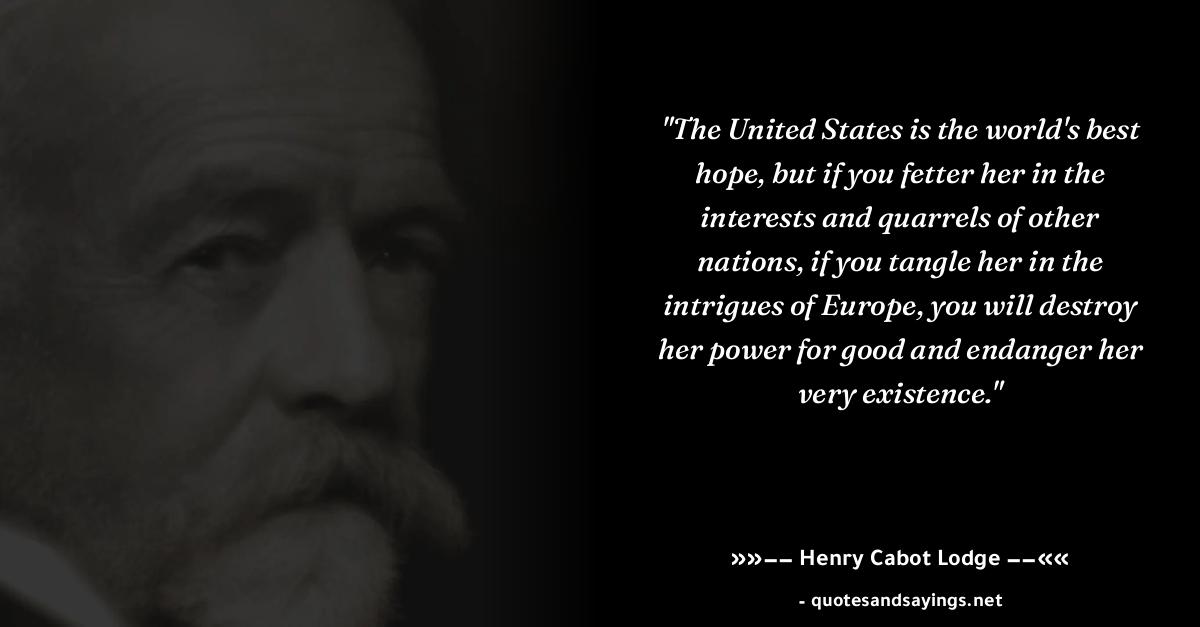 "The United States is the world's best
hope, but if you fetter her in the
interests and quarrels of other
nations, if you tangle her in the
intrigues of Europe, you will destroy
her power for good and endanger her
very existence."
»»–– Henry Cabot Lodge ––««
- quotesandsayings.net